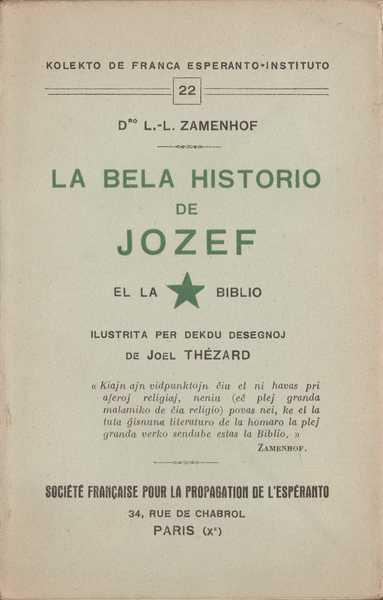 KOLEKTO DE FRANCA ESPERANTO-INSTITUTO
22
Dro L.-L. ZAMENHOF
LA BELA HISTORIO
DE
JOZEF
EL LA ★ BIBLIO
ILUSTRITA PER DEKDU DESEGNOJ
DE JOEL THÉZARD
« Kiajn ajn vidpunktojn ĉiu el ni havas pri
aferoj religiaj, neniu (eĉ plej granda
malamiko de ĉia religio) povas nei, ke el la
tuta ĝisnuna literaturo de la homaro la plej
granda verko sendube estas la Biblio, »
ZAMENHOF.
SOCIÉTÉ FRANÇAISE POUR LA PROPAGATION DE L'ESPÉRANTO
34, RUE DE CHABROL
PARIS (Xe)